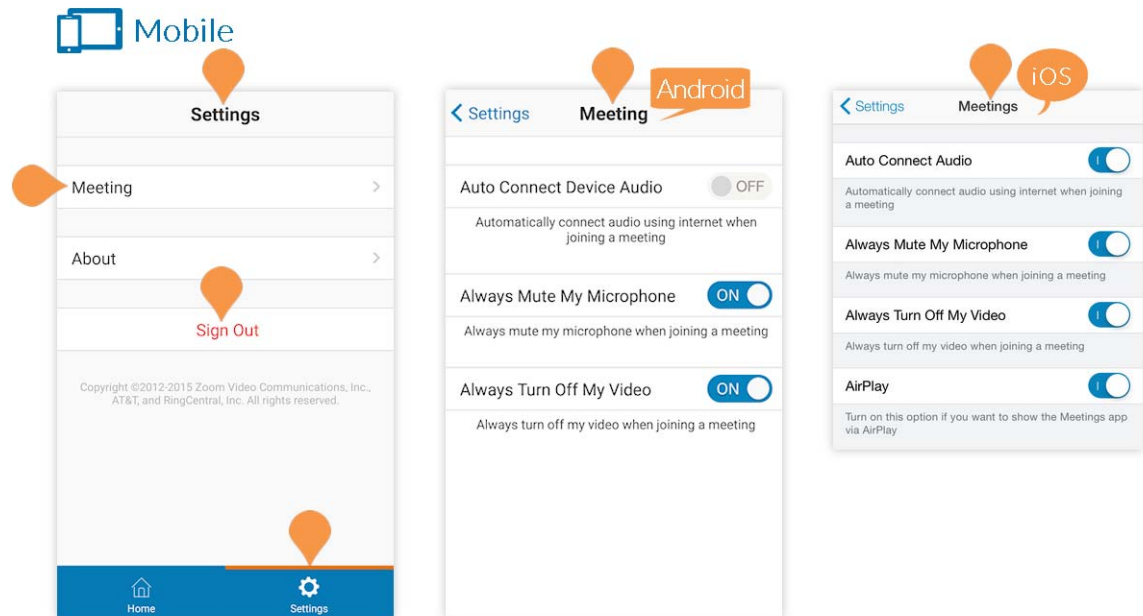 Mobile
Settings
Meeting
About
Sign Out
Copyright ©2012-2015 Zoom Video Communications, Inc.,
AT&T, and RingCentral, Inc. All rights reserved.
Home
Settings
Android
Settings
Meeting
Auto Connect Device Audio
OFF
Automatically connect audio using internet when
joining a meeting
Always Mute My Microphone
ON
Always mute my microphone when joining a meeting
Always Turn Off My Video
ON
Always turn off my video when joining a meeting
iOS
Settings
Meetings
Auto Connect Audio
Automatically connect audio using internet when joining
a meeting
Always Mute My Microphone
Always mute my microphone when joining a meeting
Always Turn Off My Video
Always turn off my video when joining a meeting
AirPlay
Turn on this option if you want to show the Meetings app
via AirPlay